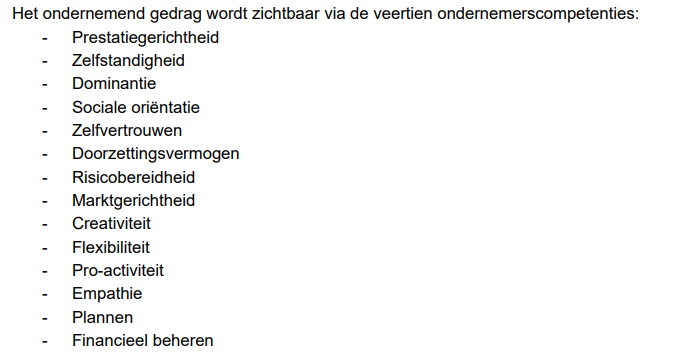 Het ondernemend gedrag wordt zichtbaar via de veertien ondernemerscompetenties:
- Prestatiegerichtheid
- Zelfstandigheid
- Dominantie
- Sociale oriëntatie
- Zelfvertrouwen
- Doorzettingsvermogen
- Risicobereidheid
- Marktgerichtheid
- Creativiteit
- Flexibiliteit
- Pro-activiteit
- Empathie
- Plannen
- Financieel beheren